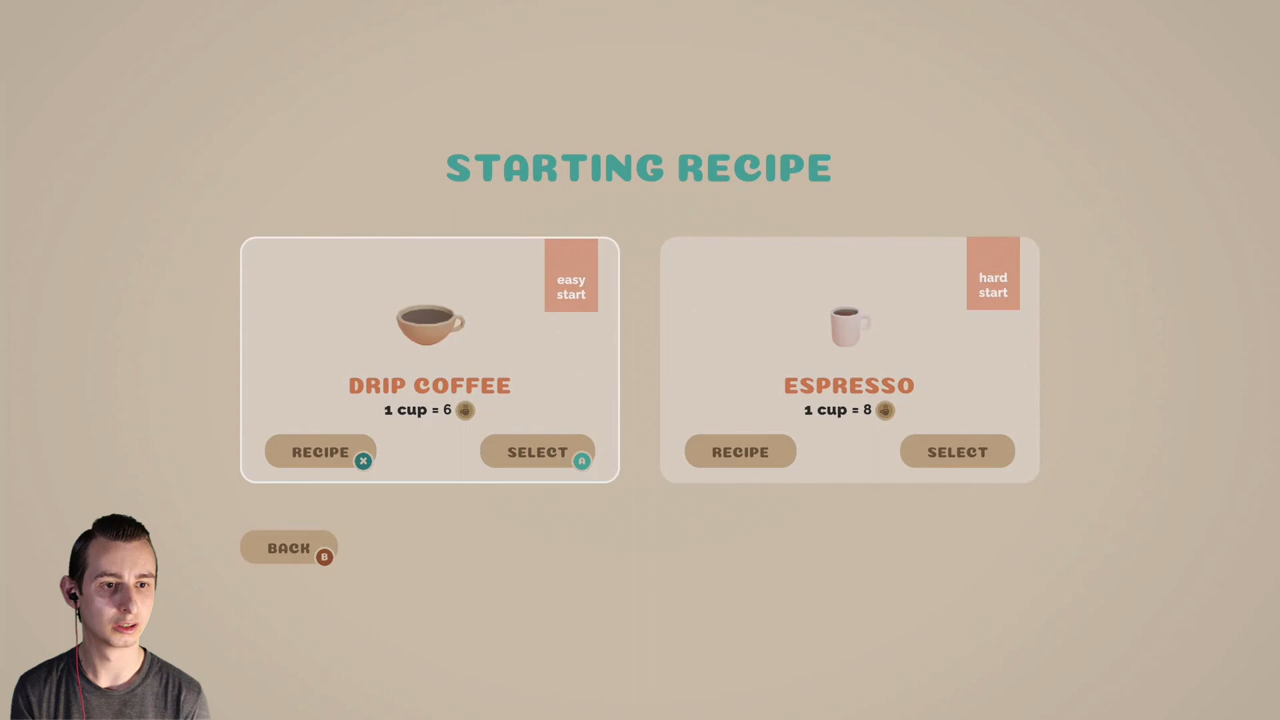 STARTING RECIPE
easy
start
DRIP COFFEE
1 cup = 6
RECIPE X
SELECT A
hard
start
ESPRESSO
1 cup = 8
RECIPE
SELECT
BACK B